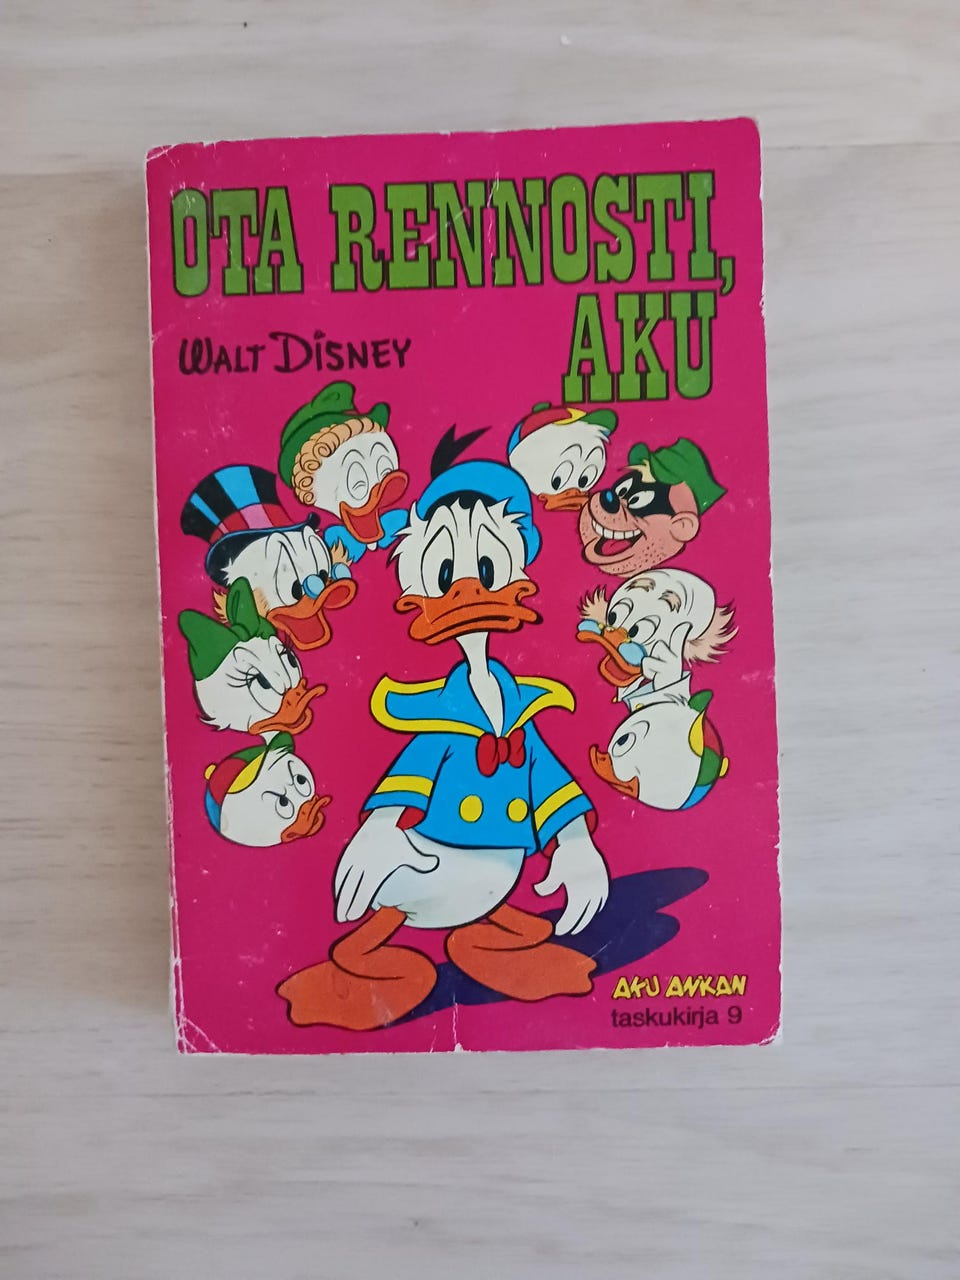 OTA RENNOSTI,
AKU
WALT DISNEY
AKU ANKAN
taskukirja 9